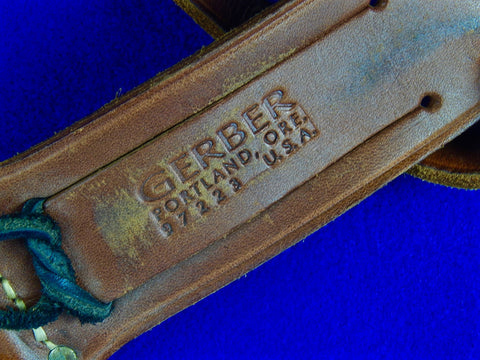 GERBER
PORTLAND, ORE.
97223 U.S.A.